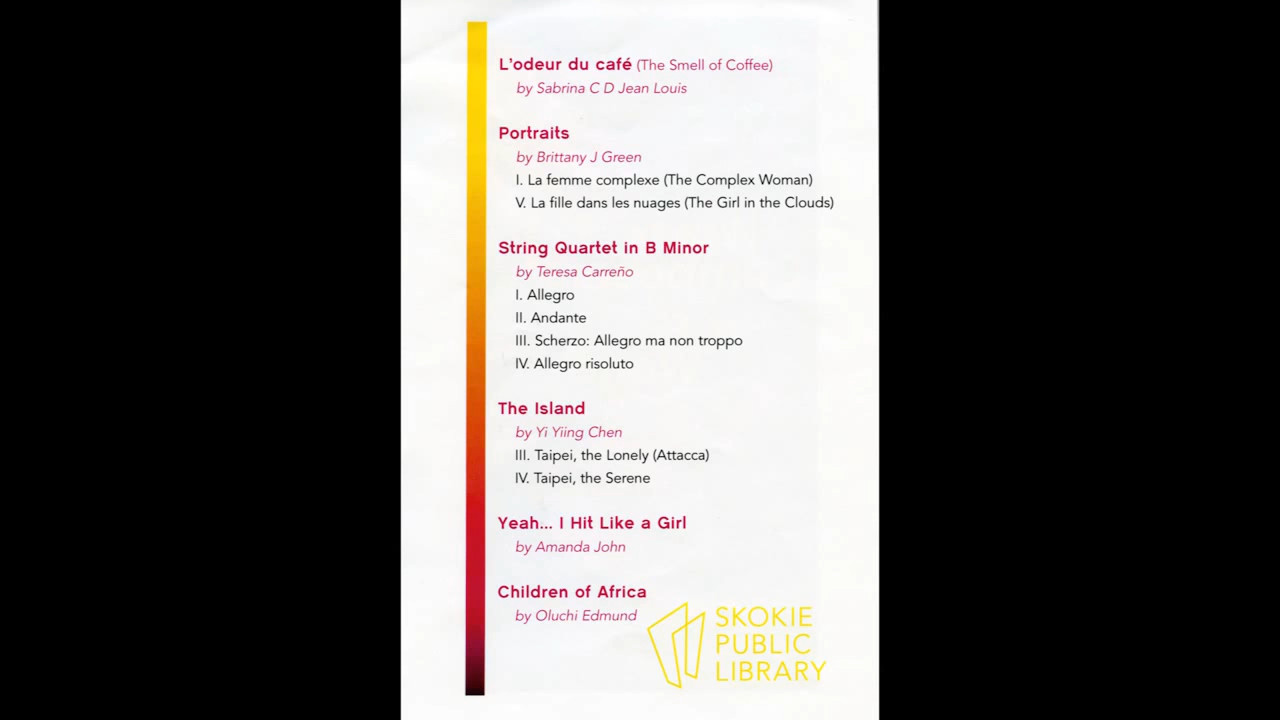 L'odeur du café (The Smell of Coffee)
by Sabrina C D Jean Louis
Portraits
by Brittany J Green
I. La femme complexe (The Complex Woman)
V. La fille dans les nuages (The Girl in the Clouds)
String Quartet in B Minor
by Teresa Carreño
I. Allegro
II. Andante
III. Scherzo: Allegro ma non troppo
IV. Allegro risoluto
The Island
by Yi Yiing Chen
III. Taipei, the Lonely (Attacca)
IV. Taipei, the Serene
Yeah... I Hit Like a Girl
by Amanda John
Children of Africa
by Oluchi Edmund
SKOKIE
PUBLIC
LIBRARY